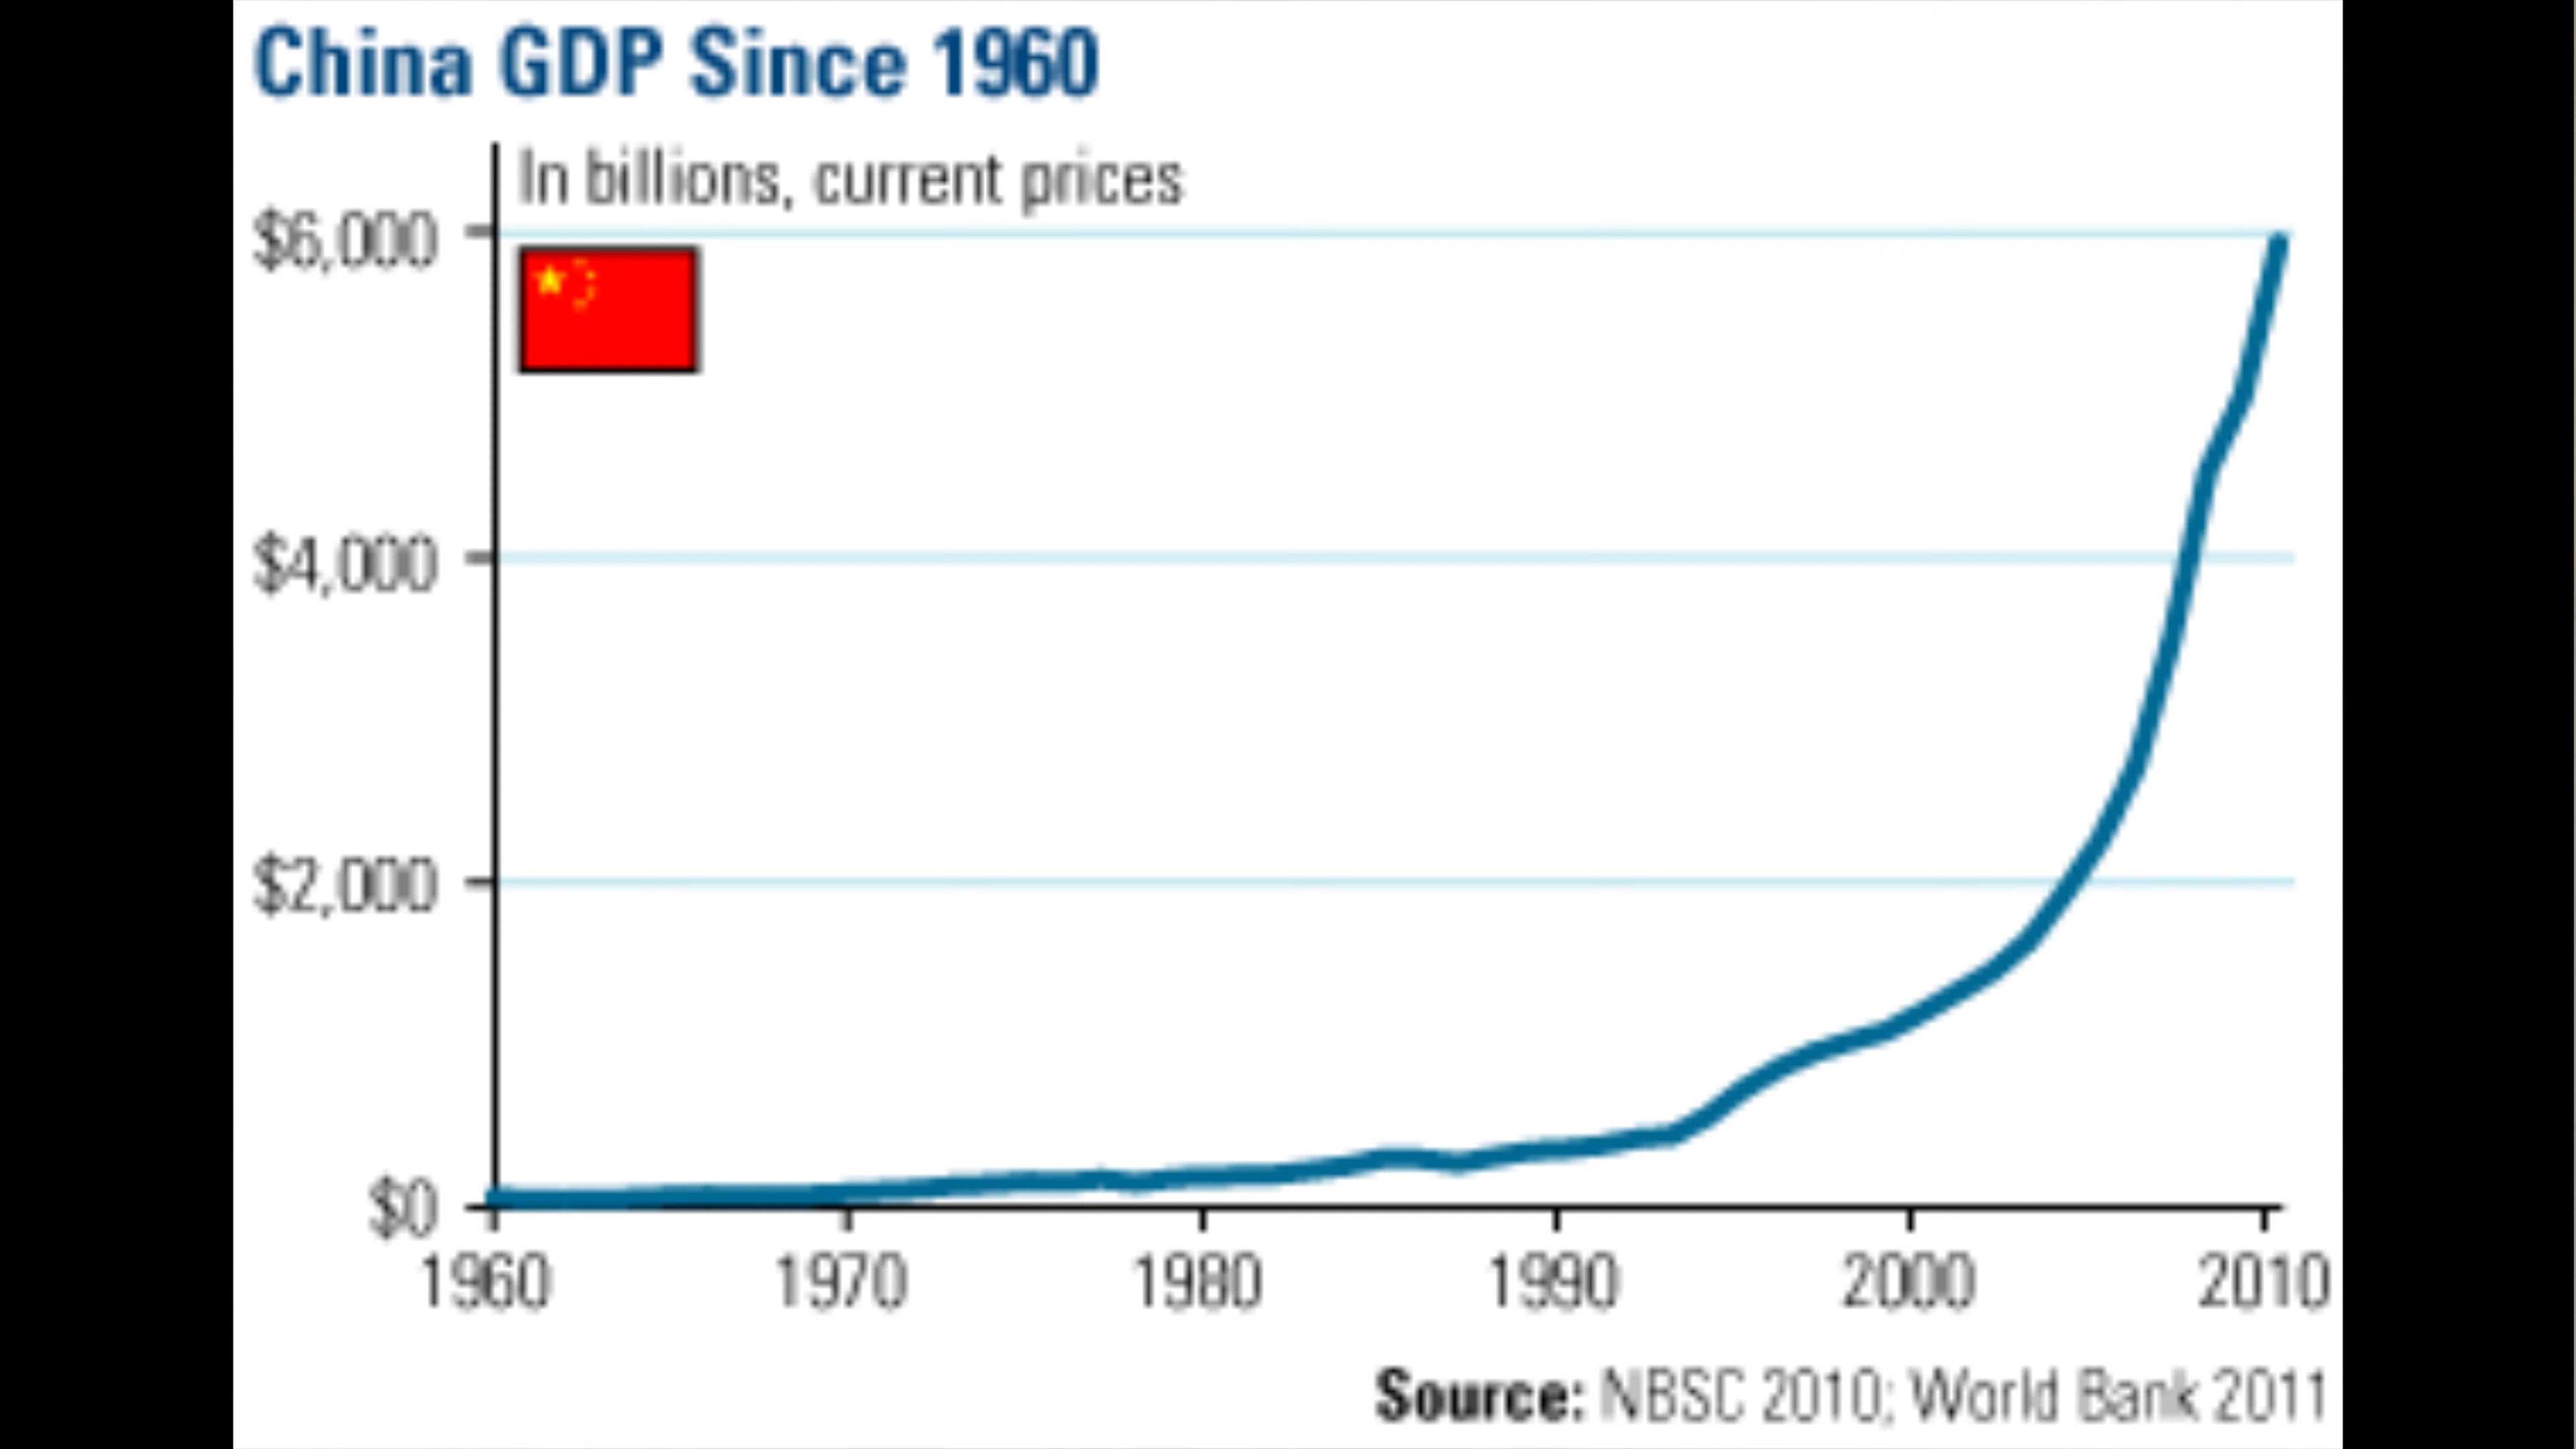 China GDP Since 1960
In billions, current prices
$6,000
$4,000
$2,000
$0
1960 1970 1980 1990 2000 2010
Source: NBSC 2010; World Bank 2011